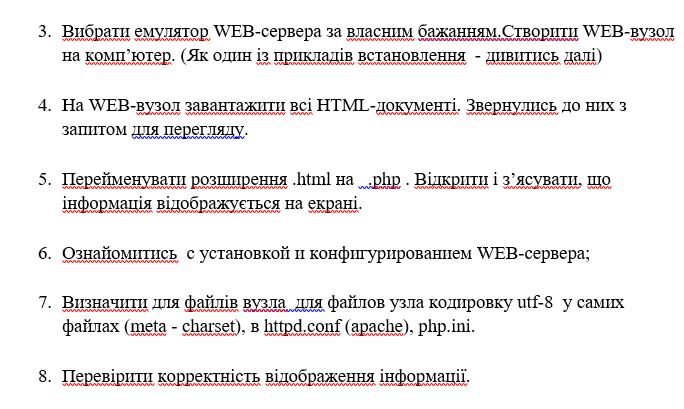 3. Вибрати емулятор WEB-сервера за власним бажанням.Створити WEB-вузол
на комп’ютер. (Як один із прикладів встановлення - дивитись далі)
4. На WEB-вузол завантажити всі HTML-документі. Звернулись до них з
запитом для перегляду.
5. Перейменувати розширення .html на .php . Відкрити і з’ясувати, що
інформація відображується на екрані.
6. Ознайомитись с установкой и конфигурированием WEB-сервера;
7. Визначити для файлів вузла для файлов узла кодировку utf-8 у самих
файлах (meta - charset), в httpd.conf (apache), php.ini.
8. Перевірити корректність відображення інформації.